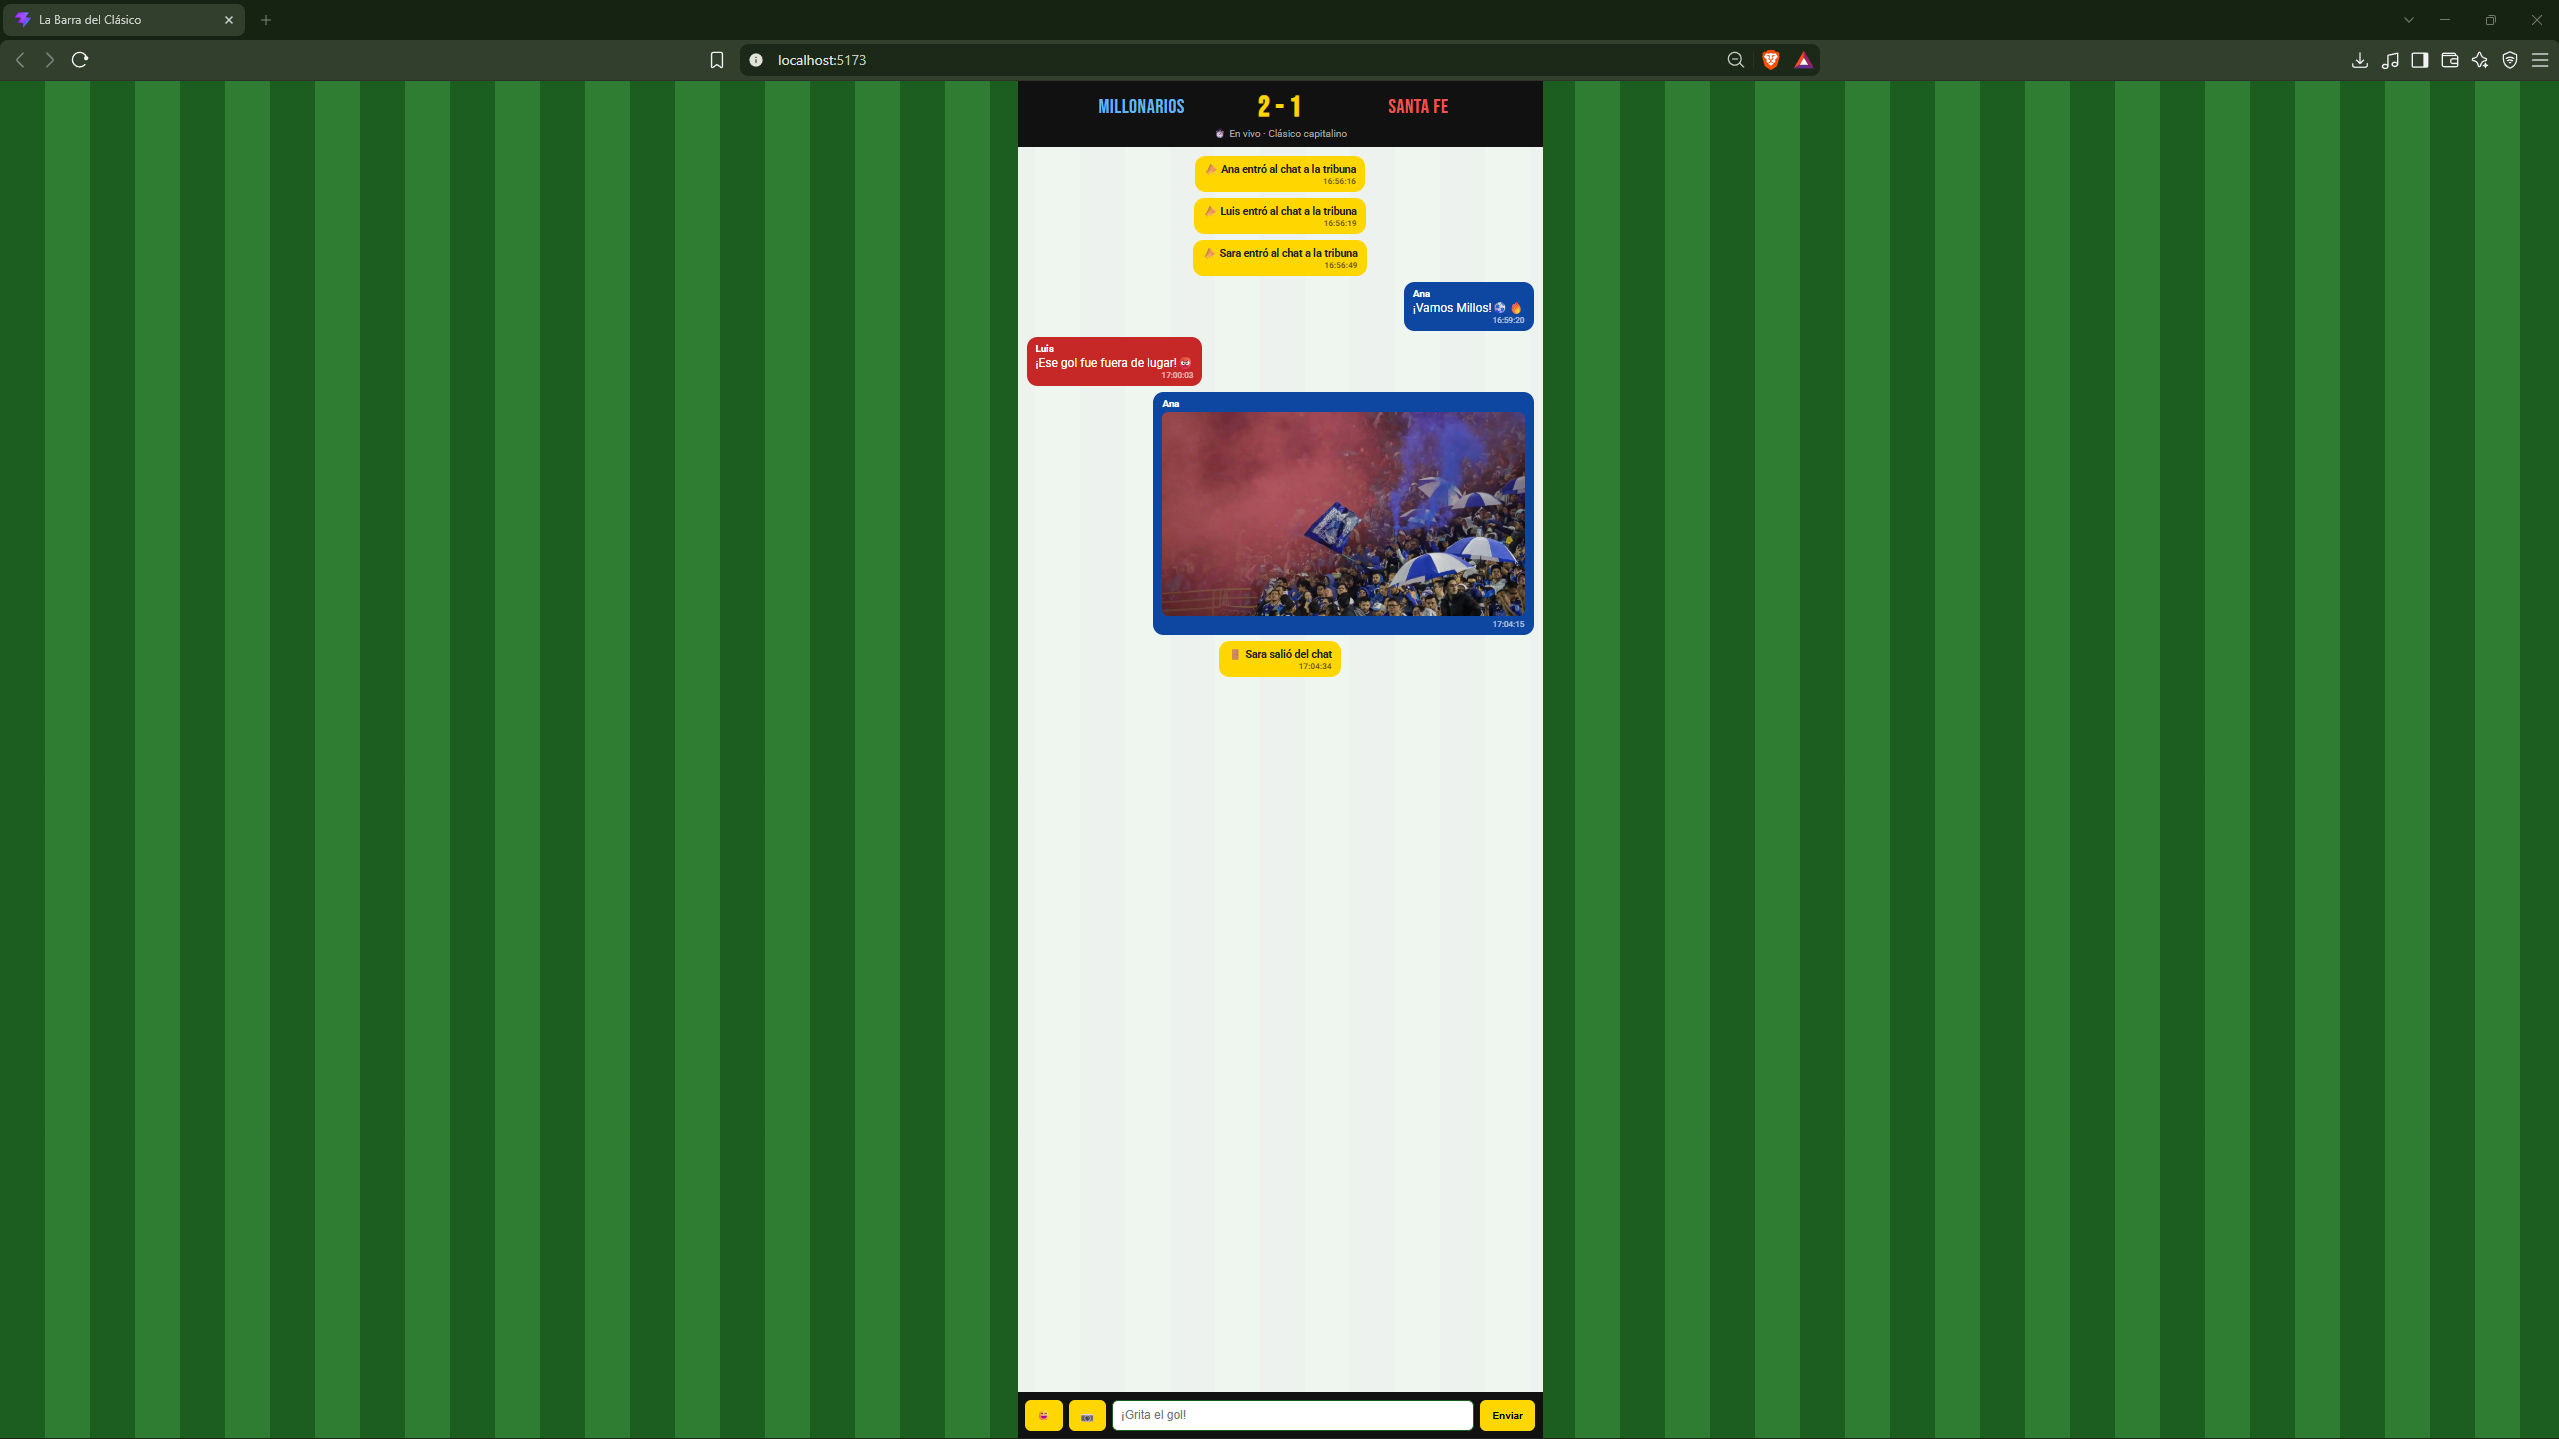 La Barra del Clásico
localhost:5173
MILLONARIOS 2 - 1 SANTA FE
En vivo · Clásico capitalino
Ana entró al chat a la tribuna
16:56:16
Luis entró al chat a la tribuna
16:56:19
Sara entró al chat a la tribuna
16:56:49
Ana
¡Vamos Millos!
16:59:20
Luis
¡Ese gol fue fuera de lugar!
17:00:03
Ana
17:04:15
Sara salió del chat
17:04:34
¡Grita el gol!
Enviar